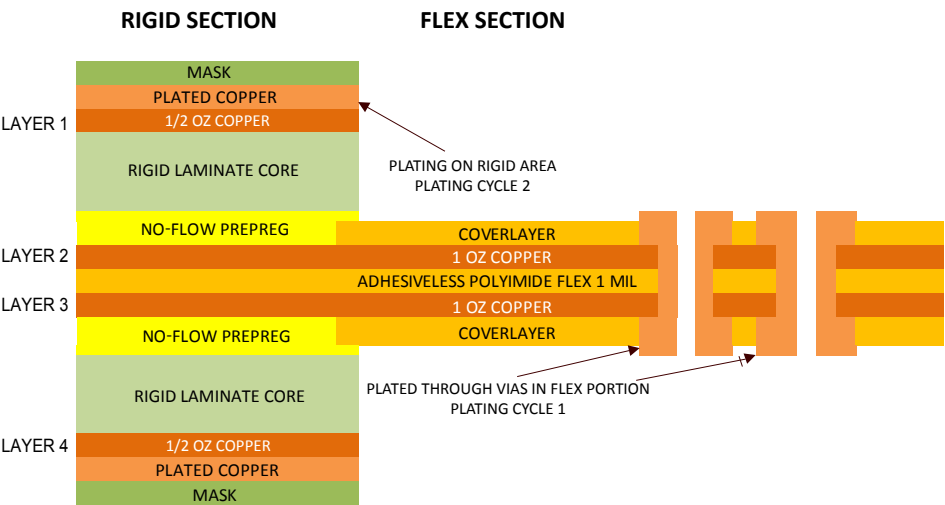 RIGID SECTION
FLEX SECTION
MASK
PLATED COPPER
LAYER 1
1/2 OZ COPPER
RIGID LAMINATE CORE
PLATING ON RIGID AREA
PLATING CYCLE 2
NO-FLOW PREPREG
COVERLAYER
LAYER 2
1 OZ COPPER
ADHESIVELESS POLYIMIDE FLEX 1 MIL
LAYER 3
1 OZ COPPER
NO-FLOW PREPREG
COVERLAYER
RIGID LAMINATE CORE
PLATED THROUGH VIAS IN FLEX PORTION
PLATING CYCLE 1
LAYER 4
1/2 OZ COPPER
PLATED COPPER
MASK